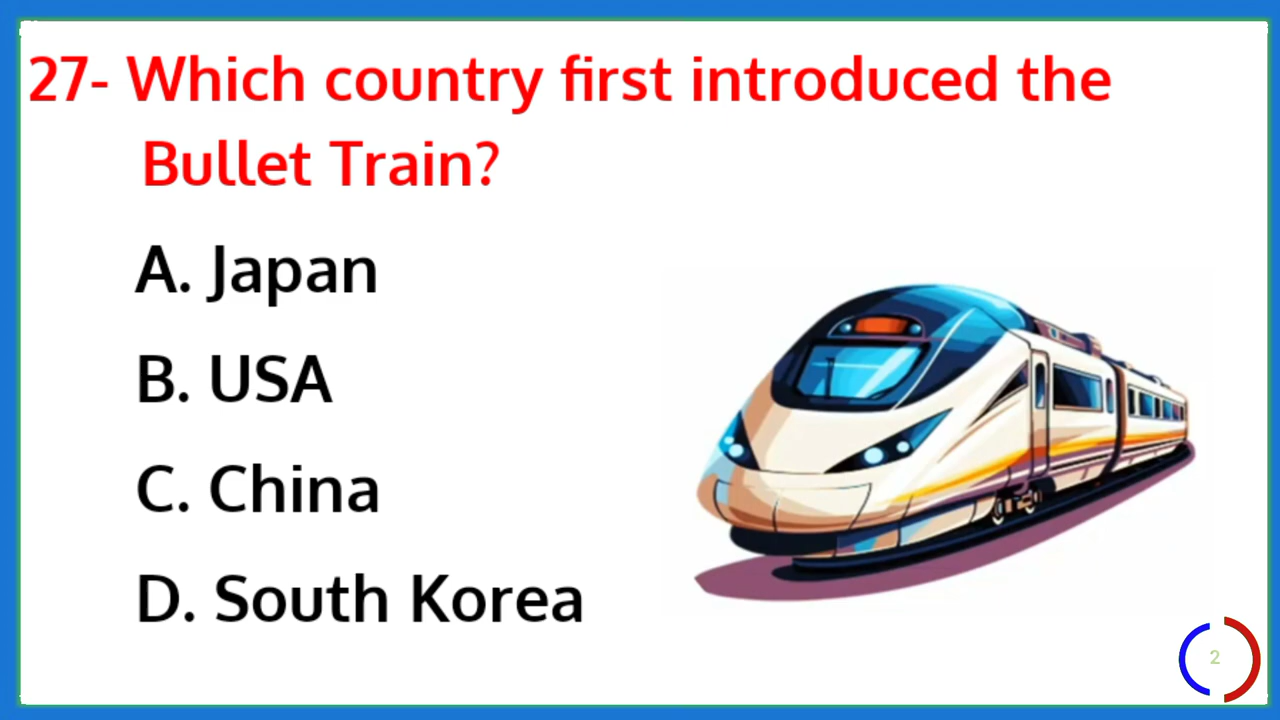 27- Which country first introduced the
Bullet Train?
A. Japan
B. USA
C. China
D. South Korea
2